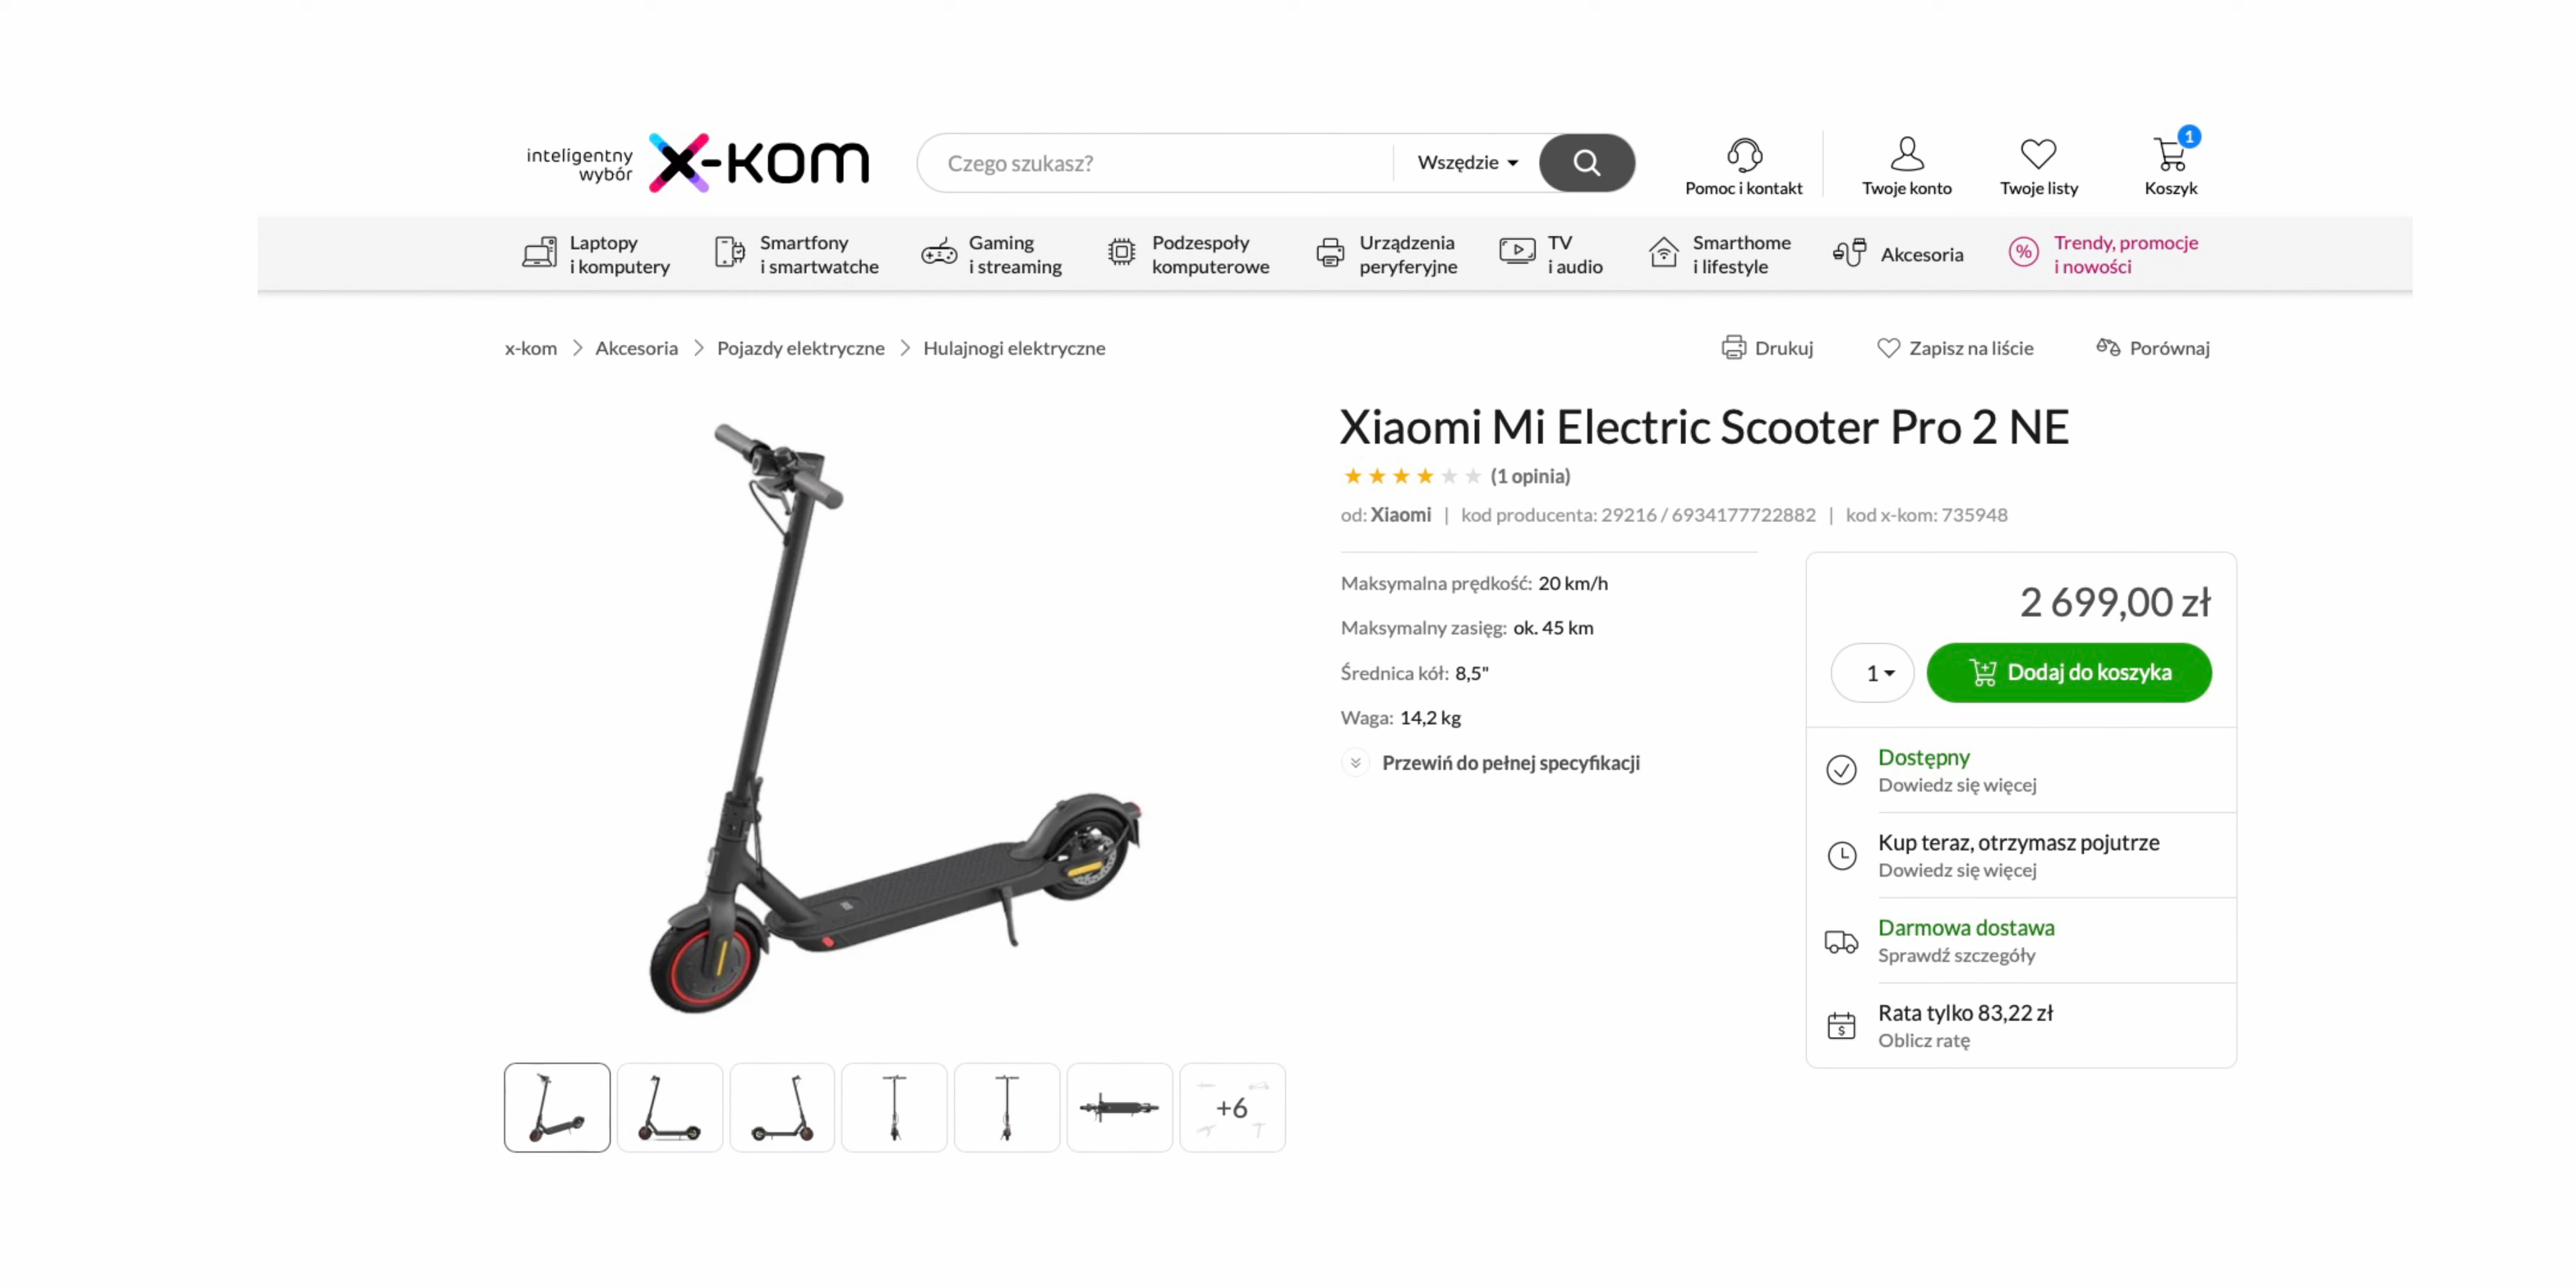 inteligentny
wybór
x-kom
Czego szukasz?
Wszędzie
Pomoc i kontakt
Twoje konto
Twoje listy
1
Koszyk
Laptopy
i komputery
Smartfony
i smartwatche
Gaming
i streaming
Podzespoły
komputerowe
Urządzenia
peryferyjne
TV
i audio
Smarthome
i lifestyle
Akcesoria
%
Trendy, promocje
i nowości
x-kom > Akcesoria > Pojazdy elektryczne > Hulajnogi elektryczne
Drukuj
Zapisz na liście
Porównaj
Xiaomi Mi Electric Scooter Pro 2 NE
(1 opinia)
od: Xiaomi | kod producenta: 29216 / 6934177722882 | kod x-kom: 735948
Maksymalna prędkość: 20 km/h
Maksymalny zasięg: ok. 45 km
Średnica kół: 8,5"
Waga: 14,2 kg
Przewiń do pełnej specyfikacji
2 699,00 zł
1
Dodaj do koszyka
Dostępny
Dowiedz się więcej
Kup teraz, otrzymasz pojutrze
Dowiedz się więcej
Darmowa dostawa
Sprawdź szczegóły
Rata tylko 83,22 zł
Oblicz ratę
+6